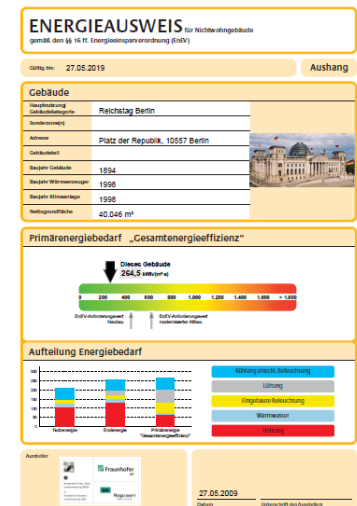 ENERGIEAUSWEIS für Nichtwohngebäude
gemäß den §§ 16 ff. Energieeinsparverordnung (EnEV)
Gültig bis: 27.05.2019
Aushang
Gebäude
Hauptnutzung/
Gebäudekategorie
Reichstag Berlin
Sonderzone(n)
Adresse
Platz der Republik, 10557 Berlin
Gebäudeteil
Baujahr Gebäude
1894
Baujahr Wärmeerzeuger
1998
Baujahr Klimaanlage
1998
Nettogrundfläche
40.046 m²
Primärenergiebedarf „Gesamtenergieeffizienz"
Dieses Gebäude
264,5 kWh/(m²a)
0 200 400 600 800 1.000 1.200 1.400 1.600 > 1.800
EnEV-Anforderungswert
Neubau
EnEV-Anforderungswert
modernisierter Altbau
Aufteilung Energiebedarf
300
250
200
150
100
50
0
Nutzenergie
Endenergie
Primärenergie
"Gesamtenergieeffizienz"
Kühlung einschl. Befeuchtung
Lüftung
Eingebaute Beleuchtung
Warmwasser
Heizung
Aussteller
Fraunhofer
27.05.2009
Datum
Unterschrift des Ausstellers